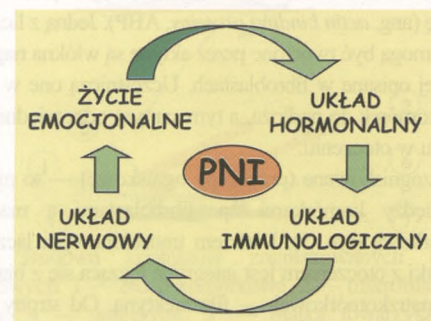 ŻYCIE
EMOCJONALNE
UKŁAD
HORMONALNY
PNI
UKŁAD
NERWOWY
UKŁAD
IMMUNOLOGICZNY